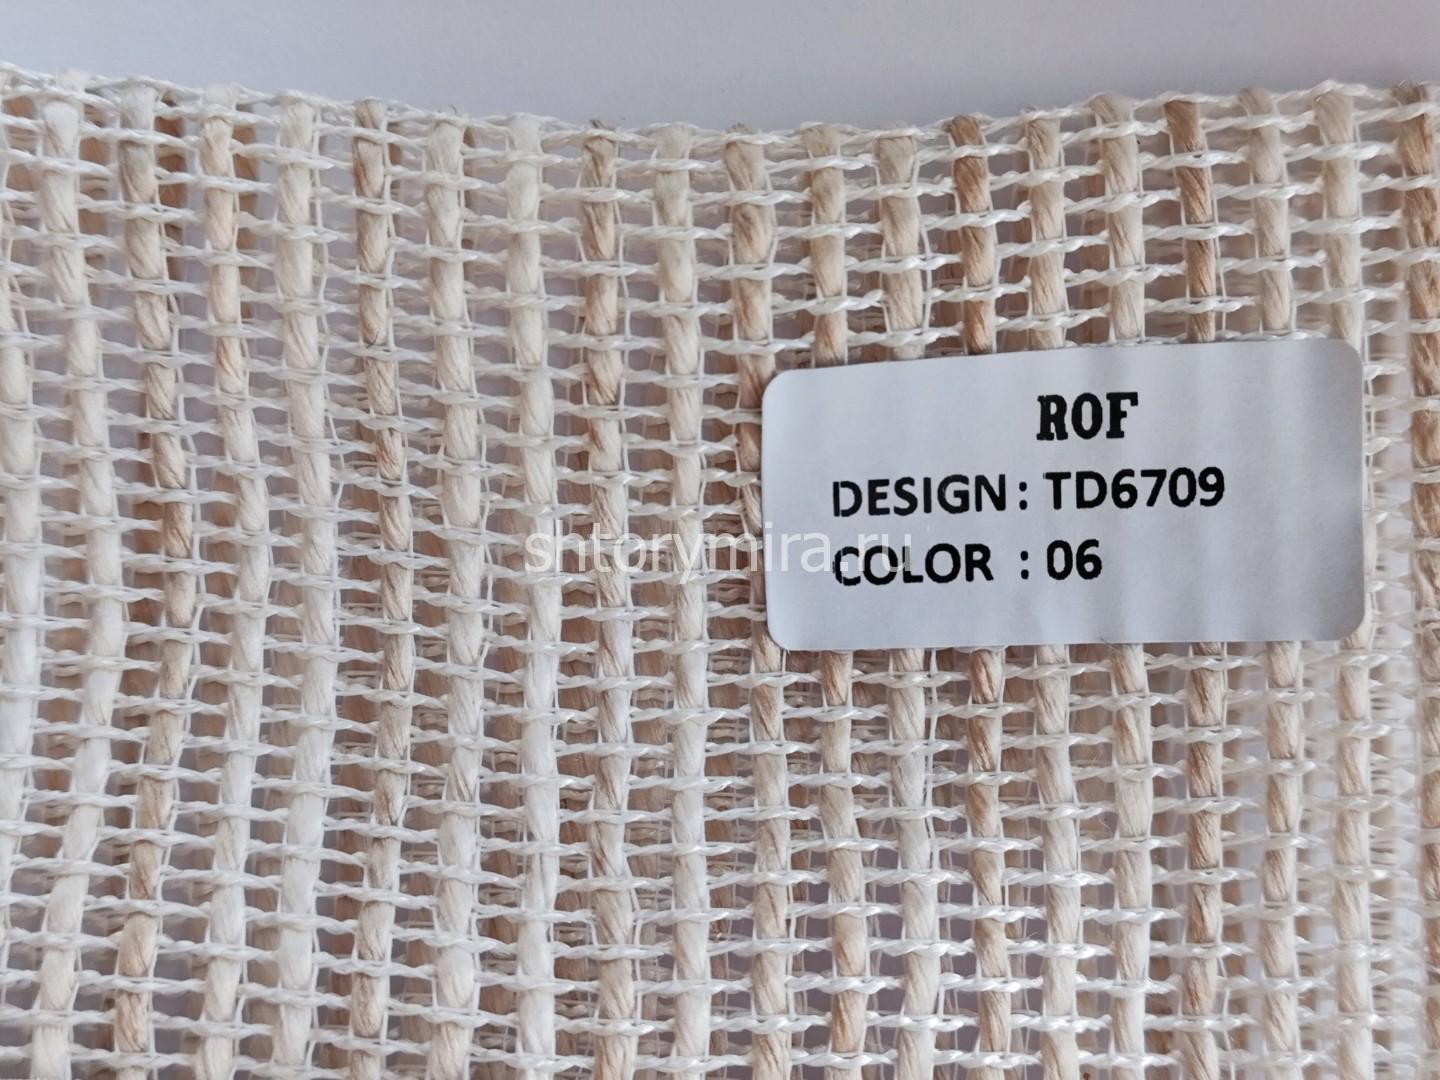 ROF
DESIGN : TD6709
shtorymira.ru
COLOR : 06